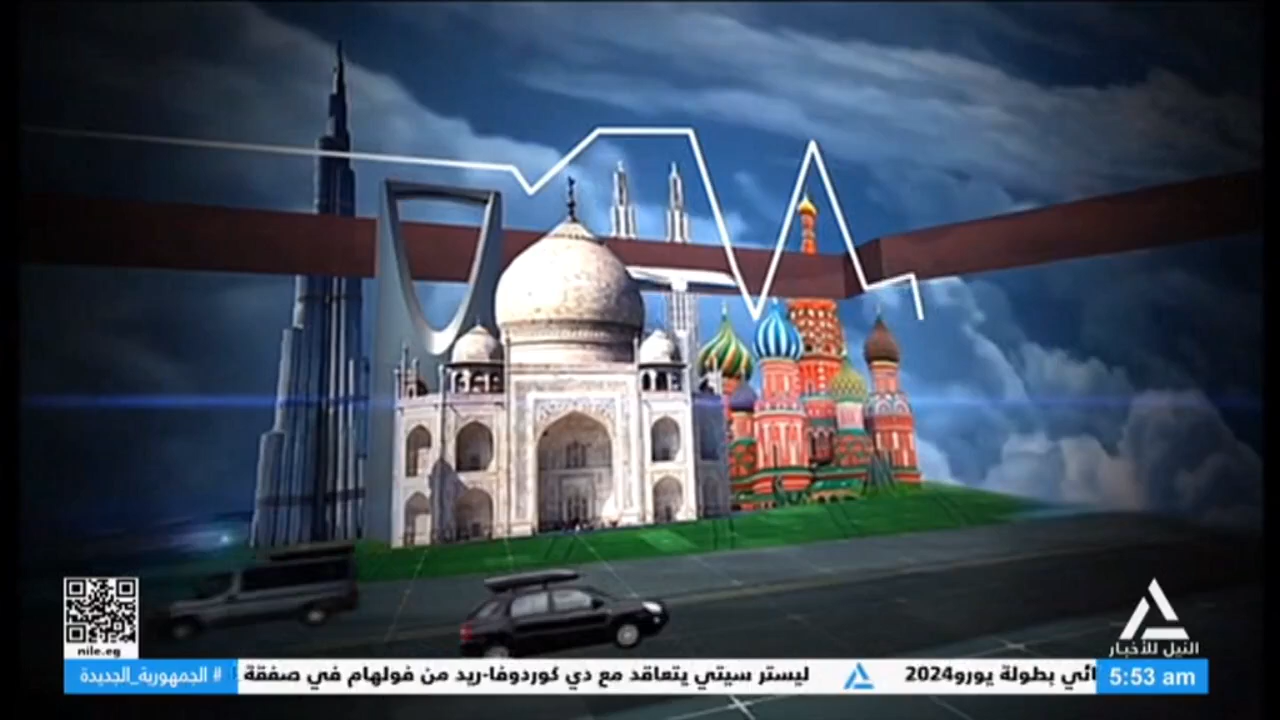 nile.eg
النيل للأخبار
# الجمهورية_الجديدة
ليستر سيتي يتعاقد مع دي كوردوفا-ريد من فولهام في صفقة
بطولة يورو2024
5:53 am